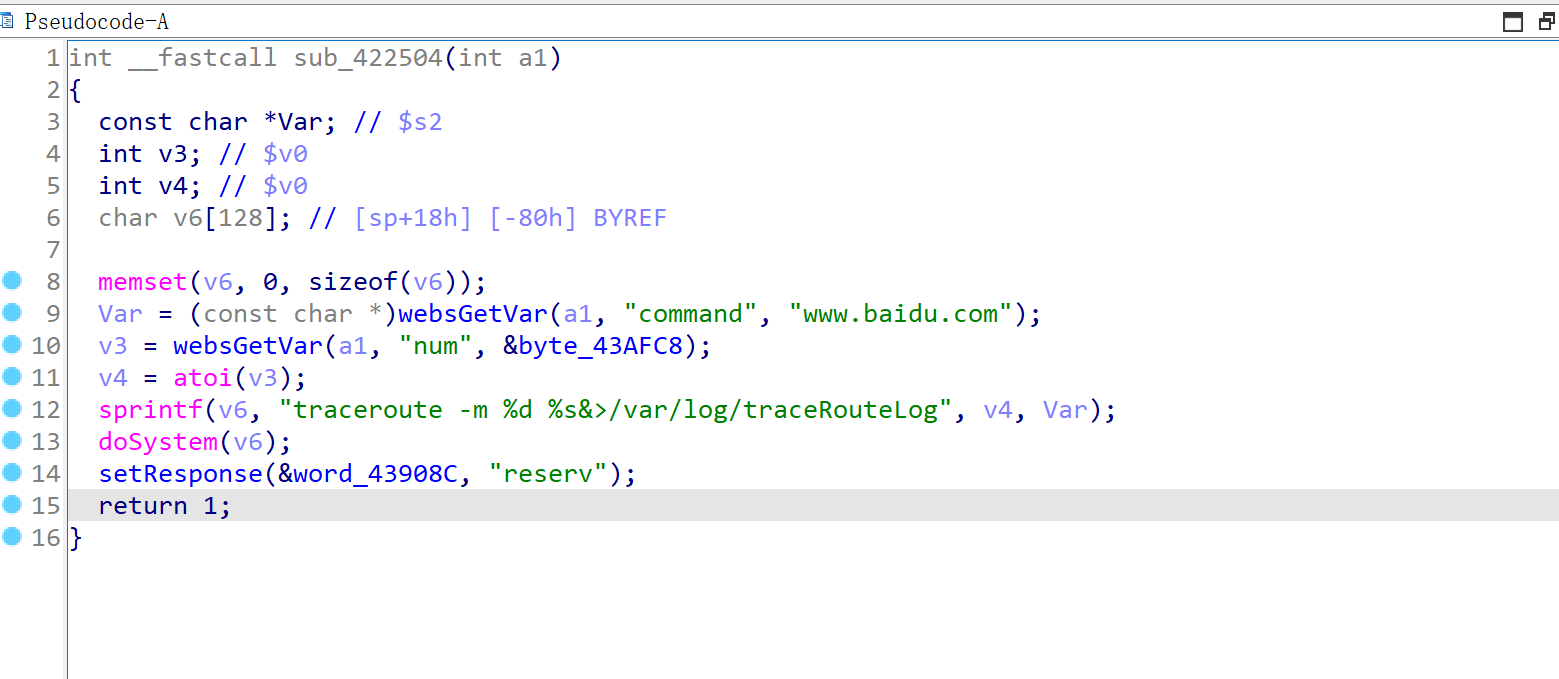 Pseudocode-A
1 int __fastcall sub_422504(int a1)
2 {
3   const char *Var; // $s2
4   int v3; // $v0
5   int v4; // $v0
6   char v6[128]; // [sp+18h] [-80h] BYREF
7
8   memset(v6, 0, sizeof(v6));
9   Var = (const char *)websGetVar(a1, "command", "www.baidu.com");
10   v3 = websGetVar(a1, "num", &byte_43AFC8);
11   v4 = atoi(v3);
12   sprintf(v6, "traceroute -m %d %s&>/var/log/traceRouteLog", v4, Var);
13   doSystem(v6);
14   setResponse(&word_43908C, "reserv");
15   return 1;
16 }